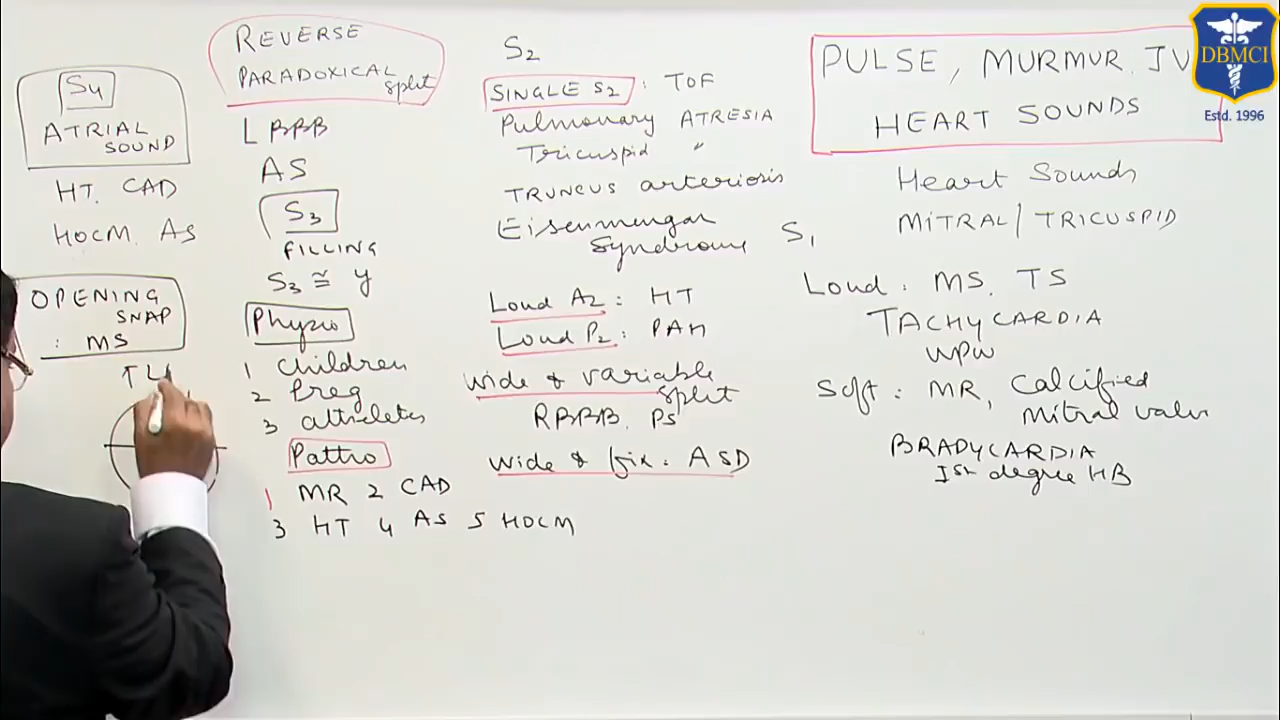 PULSE, MURMUR, JV
HEART SOUNDS
DBMCI
Estd. 1996
Heart Sounds
MITRAL/TRICUSPID
S1
Loud: MS, TS
TACHYCARDIA
WPW
Soft: MR, Calcified
Mitral valv
BRADYCARDIA
Ist degree HB
S2
SINGLE S2: TOF
Pulmonary ATRESIA
Tricuspid "
TRUNCUS arteriosis
Eisenmengar
Syndrome
Loud A2: HT
Loud P2: PAH
Wide & variable
split
RBBB. PS
Wide & fix: ASD
REVERSE
PARADOXICAL
split
LBBB
AS
S3
FILLING
S3 ≅ y
Physio
1 children
2 Preg
3 athletes
Patho
1 MR 2 CAD
3 HT 4 AS 5 HOCM
S4
ATRIAL
SOUND
HT. CAD
HOCM. AS
OPENING
SNAP
: MS